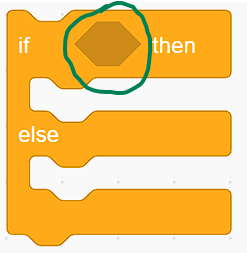 if then
else